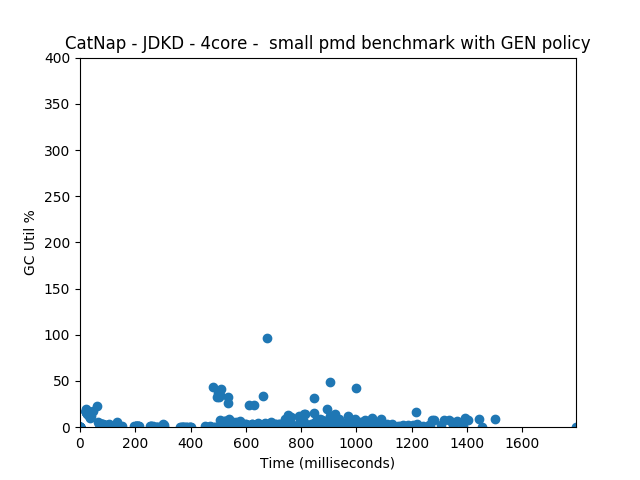 CatNap - JDKD - 4core -  small pmd benchmark with GEN policy
400
350
300
250
200
150
100
50
0
GC Util %
0 200 400 600 800 1000 1200 1400 1600
Time (milliseconds)